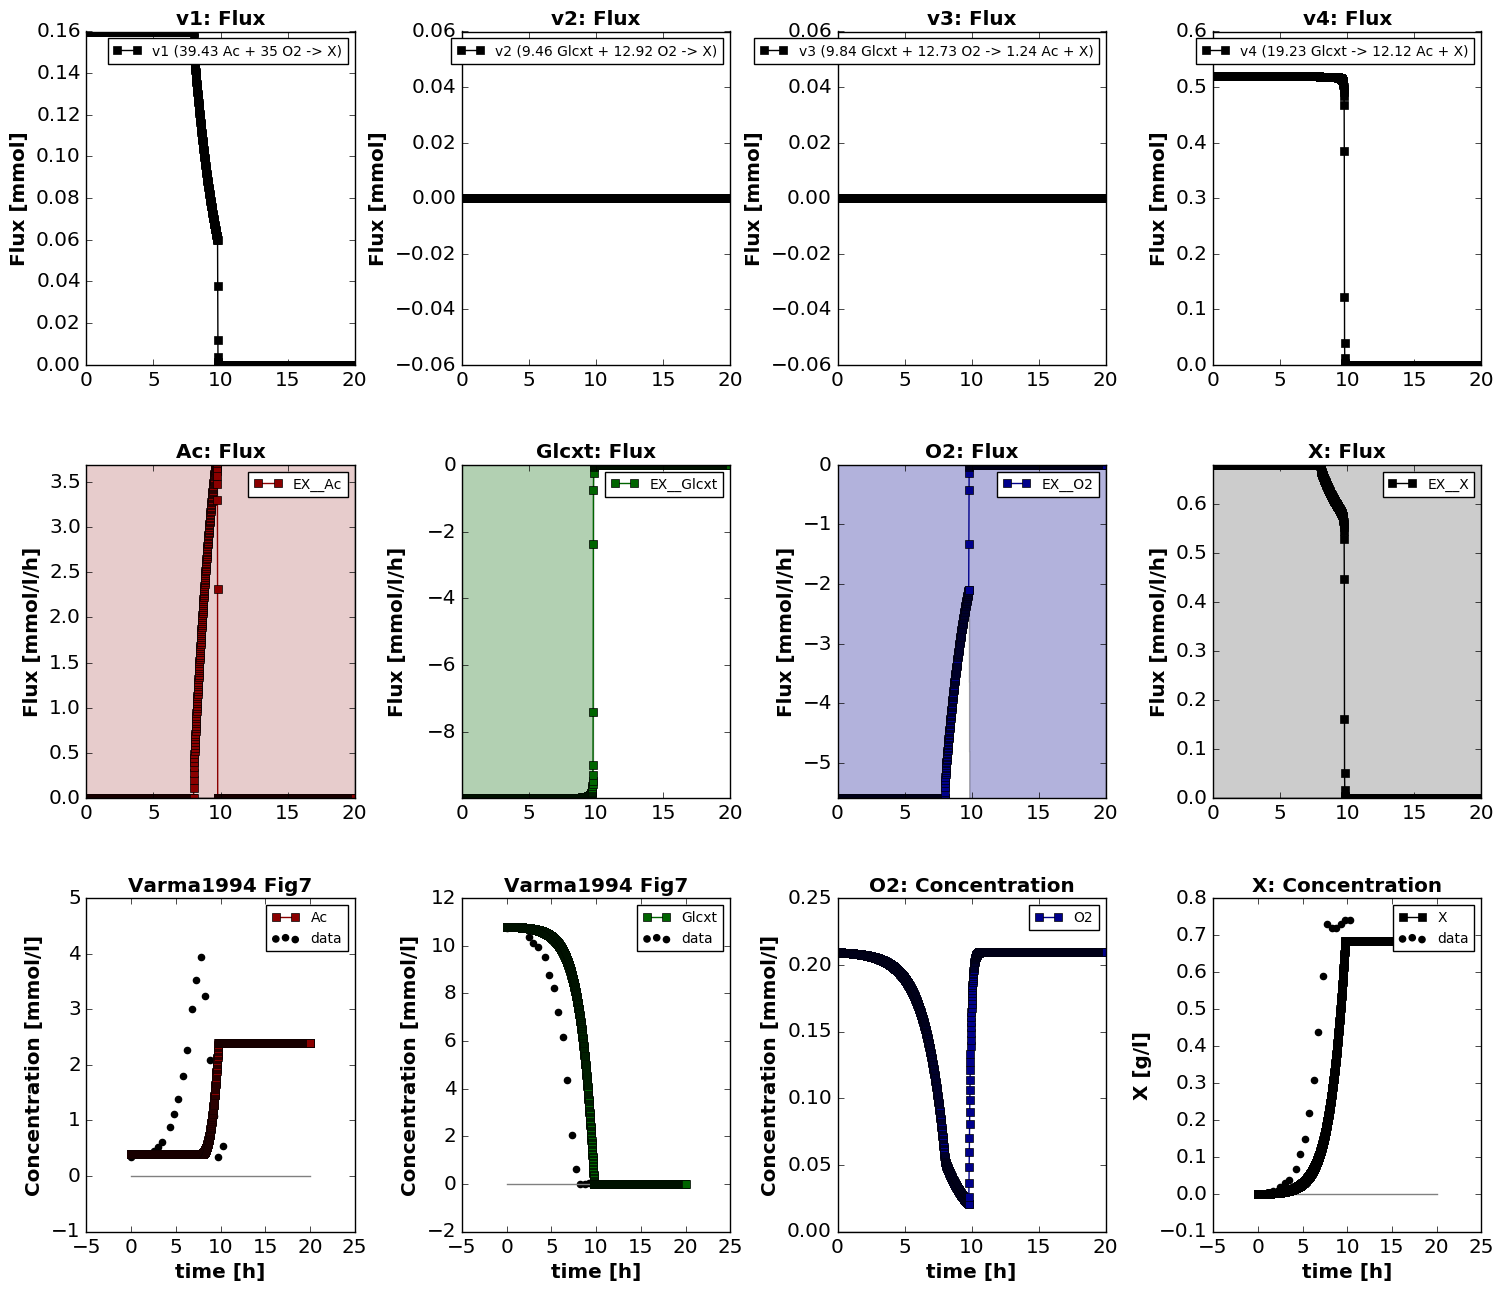 v1: Flux
v2: Flux
v3: Flux
v4: Flux
v1 (39.43 Ac + 35 O2 -> X)
v2 (9.46 Glcxt + 12.92 O2 -> X)
v3 (9.84 Glcxt + 12.73 O2 -> 1.24 Ac + X)
v4 (19.23 Glcxt -> 12.12 Ac + X)
Flux [mmol]
0.16
0.14
0.12
0.10
0.08
0.06
0.04
0.02
0.00
0 5 10 15 20
Flux [mmol]
0.06
0.04
0.02
0.00
−0.02
−0.04
−0.06
0 5 10 15 20
Flux [mmol]
0.06
0.04
0.02
0.00
−0.02
−0.04
−0.06
0 5 10 15 20
Flux [mmol]
0.6
0.5
0.4
0.3
0.2
0.1
0.0
0 5 10 15 20
Ac: Flux
Glcxt: Flux
O2: Flux
X: Flux
EX__Ac
EX__Glcxt
EX__O2
EX__X
Flux [mmol/l/h]
3.5
3.0
2.5
2.0
1.5
1.0
0.5
0.0
0 5 10 15 20
Flux [mmol/l/h]
0
−2
−4
−6
−8
0 5 10 15 20
Flux [mmol/l/h]
0
−1
−2
−3
−4
−5
0 5 10 15 20
Flux [mmol/l/h]
0.6
0.5
0.4
0.3
0.2
0.1
0.0
0 5 10 15 20
Varma1994 Fig7
Varma1994 Fig7
O2: Concentration
X: Concentration
Ac
data
Glcxt
data
O2
X
data
Concentration [mmol/l]
5
4
3
2
1
0
−1
−5 0 5 10 15 20 25
time [h]
Concentration [mmol/l]
12
10
8
6
4
2
0
−2
−5 0 5 10 15 20 25
time [h]
Concentration [mmol/l]
0.25
0.20
0.15
0.10
0.05
0.00
0 5 10 15 20
time [h]
X [g/l]
0.8
0.7
0.6
0.5
0.4
0.3
0.2
0.1
0.0
−0.1
−5 0 5 10 15 20 25
time [h]